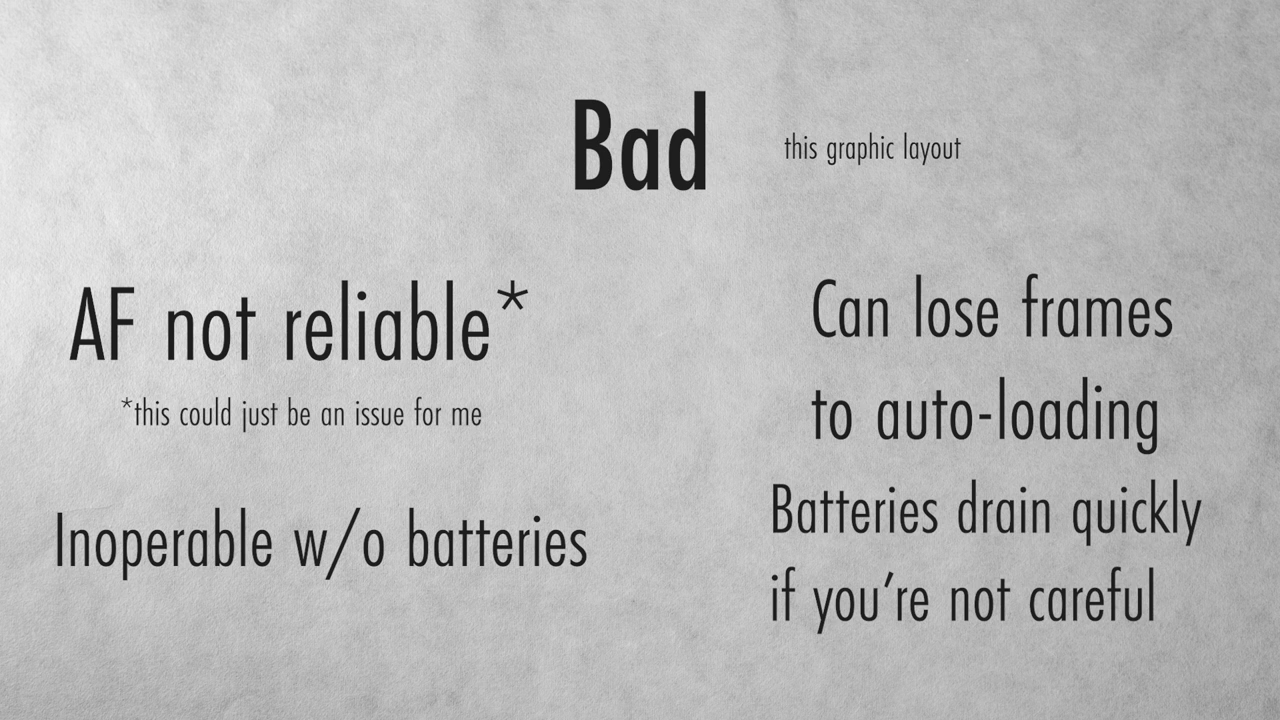 Bad
this graphic layout
AF not reliable*
*this could just be an issue for me
Inoperable w/o batteries
Can lose frames
to auto-loading
Batteries drain quickly
if you’re not careful